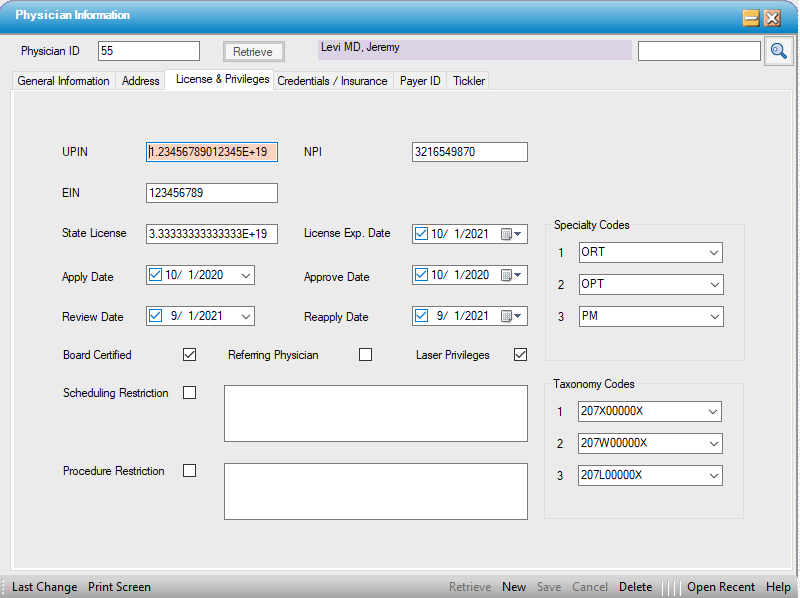 Physician Information
Physician ID 55 Retrieve Levi MD, Jeremy
General Information Address License & Privileges Credentials / Insurance Payer ID Tickler
UPIN 1.23456789012345E+19 NPI 3216549870
EIN 123456789
State License 3.33333333333333E+19 License Exp. Date 10/ 1/2021
Specialty Codes
1 ORT
Apply Date 10/ 1/2020 Approve Date 10/ 1/2020
2 OPT
Review Date 9/ 1/2021 Reapply Date 9/ 1/2021
3 PM
Board Certified Referring Physician Laser Privileges
Scheduling Restriction
Taxonomy Codes
1 207X00000X
2 207W00000X
Procedure Restriction
3 207L00000X
Last Change Print Screen Retrieve New Save Cancel Delete Open Recent Help